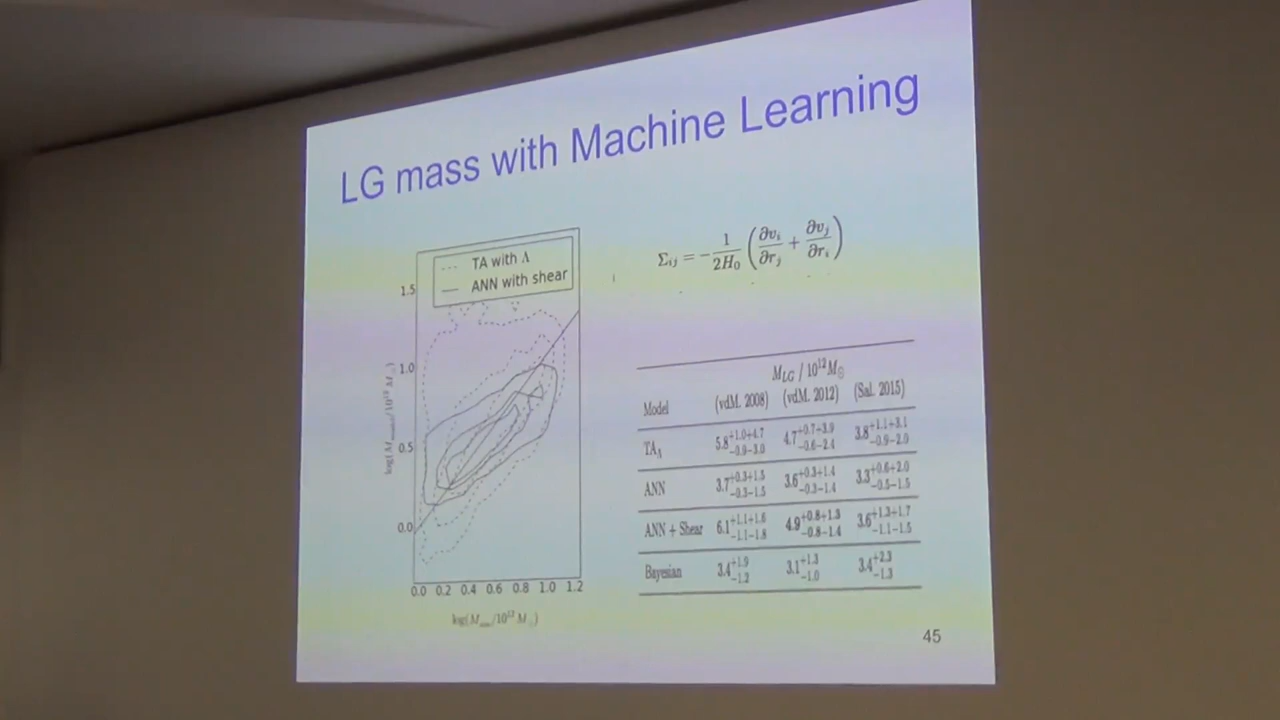 LG mass with Machine Learning
TA with Λ
ANN with shear
1.5
1.0
0.5
0.0
0.0 0.2 0.4 0.6 0.8 1.0 1.2
Σij = − 1/2H0 (∂vi/∂rj + ∂vj/∂ri)
MLG / 10^12 M⊙
Model (vdM. 2008) (vdM. 2012) (Sal. 2015)
TAΛ 5.8 +1.0+4.7 −0.9−3.0 4.7 +0.7+3.9 −0.6−2.4 3.8 +1.1+3.1 −0.9−2.0
ANN 3.7 +0.3+1.5 −0.3−1.5 3.6 +0.3+1.4 −0.3−1.4 3.3 +0.6+2.0 −0.5−1.5
ANN + Shear 6.1 +1.1+1.6 −1.1−1.8 4.9 +0.8+1.3 −0.8−1.4 3.6 +1.3+1.7 −1.1−1.5
Bayesian 3.4 +1.9 −1.2 3.1 +1.3 −1.0 3.4 +2.3 −1.3
45